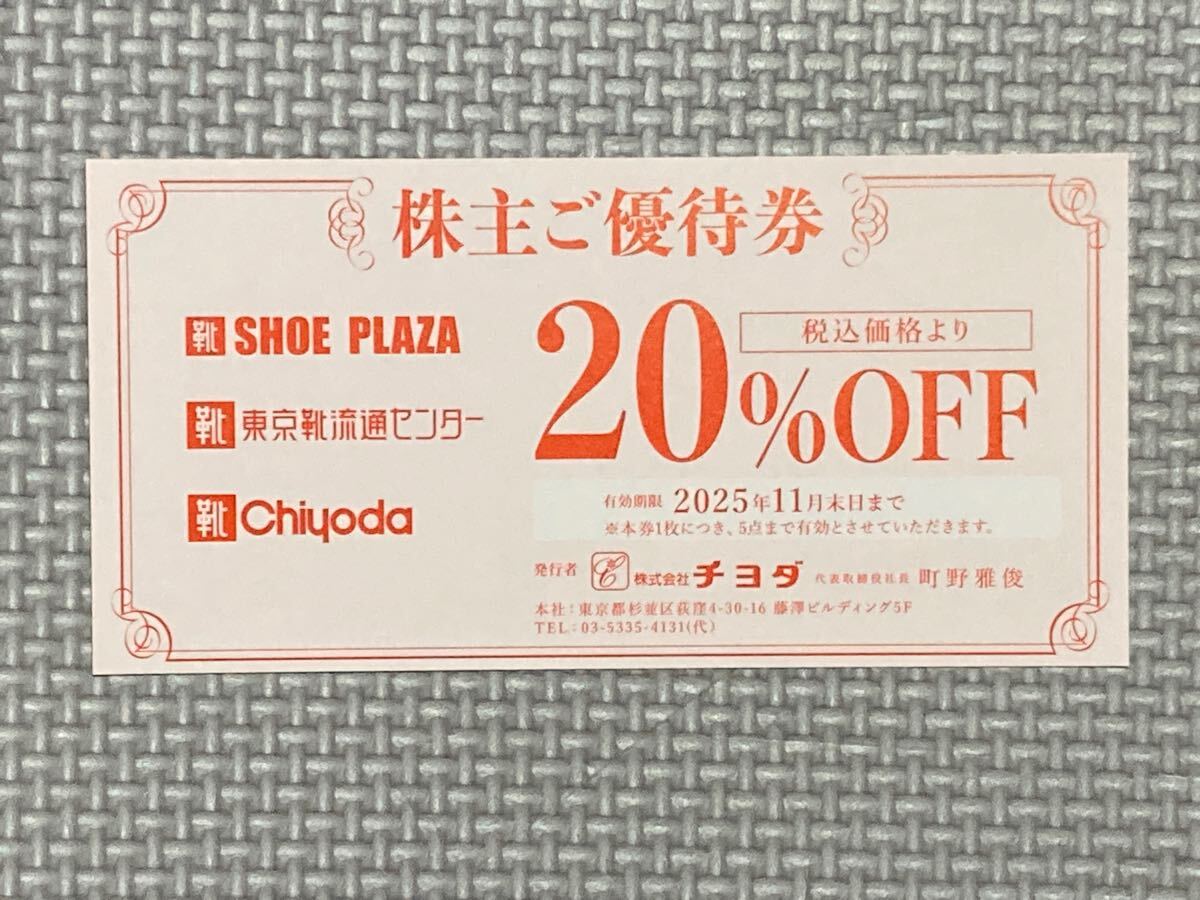 株主ご優待券
靴 SHOE PLAZA
靴 東京靴流通センター
靴 Chiyoda
税込価格より
20%OFF
有効期限 2025年11月末日まで
※本券1枚につき、5点まで有効とさせていただきます。
発行者 株式会社 チヨダ 代表取締役社長 町野雅俊
本社：東京都杉並区荻窪4-30-16 藤澤ビルディング5F
TEL：03-5335-4131(代)